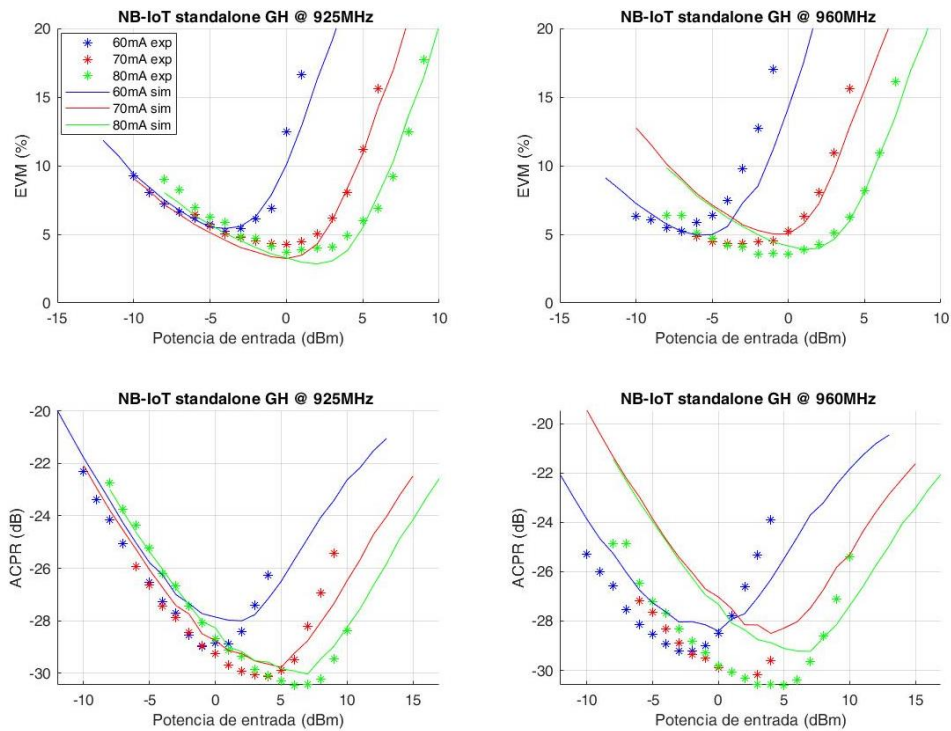 NB-IoT standalone GH @ 925MHz
20
15
10
5
0
EVM (%)
60mA exp
70mA exp
80mA exp
60mA sim
70mA sim
80mA sim
-15 -10 -5 0 5 10
Potencia de entrada (dBm)
NB-IoT standalone GH @ 960MHz
20
15
10
5
0
EVM (%)
-15 -10 -5 0 5 10
Potencia de entrada (dBm)
NB-IoT standalone GH @ 925MHz
-20
-22
-24
-26
-28
-30
ACPR (dB)
-10 -5 0 5 10 15
Potencia de entrada (dBm)
NB-IoT standalone GH @ 960MHz
-20
-22
-24
-26
-28
-30
ACPR (dB)
-10 -5 0 5 10 15
Potencia de entrada (dBm)